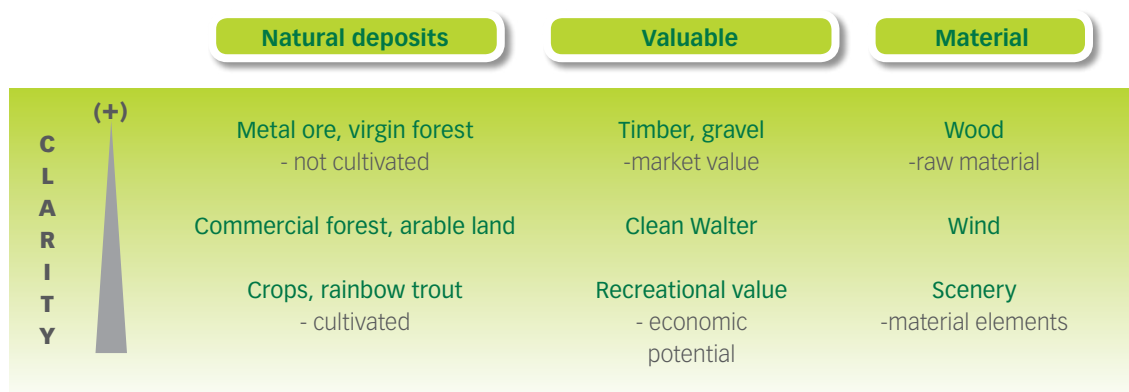 Natural deposits Valuable Material
(+)
CLARITY
Metal ore, virgin forest Timber, gravel Wood
- not cultivated -market value -raw material
Commercial forest, arable land Clean Walter Wind
Crops, rainbow trout Recreational value Scenery
- cultivated - economic -material elements
potential